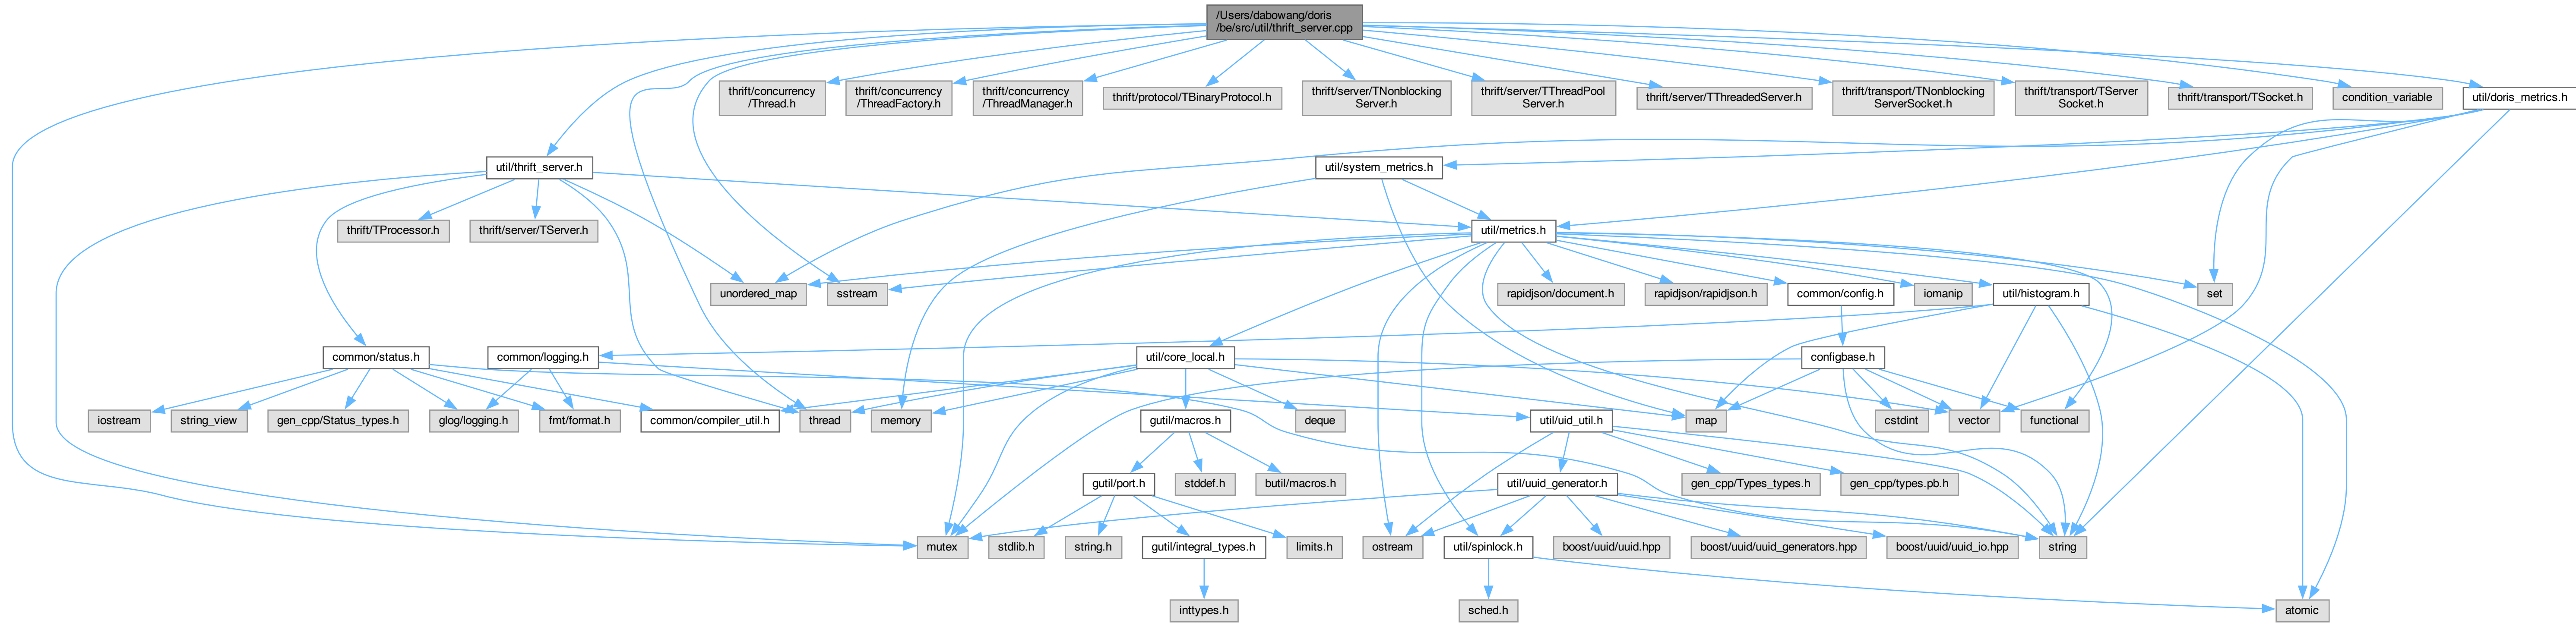 /Users/dabowang/doris
/be/src/util/thrift_server.cpp
thrift/concurrency
/Thread.h
thrift/concurrency
/ThreadFactory.h
thrift/concurrency
/ThreadManager.h
thrift/protocol/TBinaryProtocol.h
thrift/server/TNonblocking
Server.h
thrift/server/TThreadPool
Server.h
thrift/server/TThreadedServer.h
thrift/transport/TNonblocking
ServerSocket.h
thrift/transport/TServer
Socket.h
thrift/transport/TSocket.h
condition_variable
util/doris_metrics.h
util/thrift_server.h
util/system_metrics.h
thrift/TProcessor.h
thrift/server/TServer.h
util/metrics.h
unordered_map
sstream
rapidjson/document.h
rapidjson/rapidjson.h
common/config.h
iomanip
util/histogram.h
set
common/status.h
common/logging.h
util/core_local.h
configbase.h
iostream
string_view
gen_cpp/Status_types.h
glog/logging.h
fmt/format.h
common/compiler_util.h
thread
memory
gutil/macros.h
deque
util/uid_util.h
map
cstdint
vector
functional
gutil/port.h
stddef.h
butil/macros.h
util/uuid_generator.h
gen_cpp/Types_types.h
gen_cpp/types.pb.h
mutex
stdlib.h
string.h
gutil/integral_types.h
limits.h
ostream
util/spinlock.h
boost/uuid/uuid.hpp
boost/uuid/uuid_generators.hpp
boost/uuid/uuid_io.hpp
string
inttypes.h
sched.h
atomic